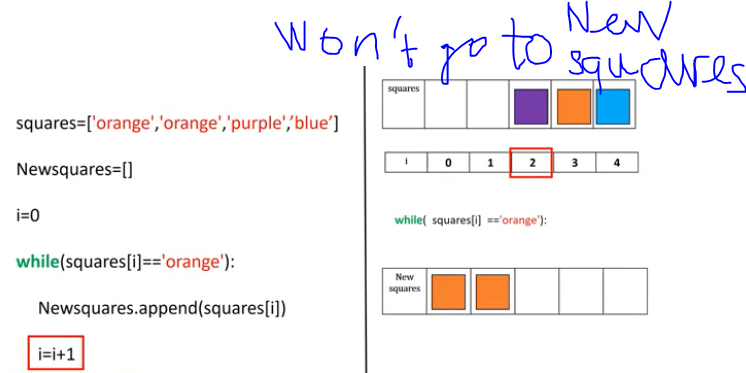 Won't go to New
squares
squares=['orange','orange','purple','blue']
Newsquares=[]
i=0
while(squares[i]=='orange'):
Newsquares.append(squares[i])
i=i+1
squares
i 0 1 2 3 4
while( squares[i] =='orange'):
New
squares